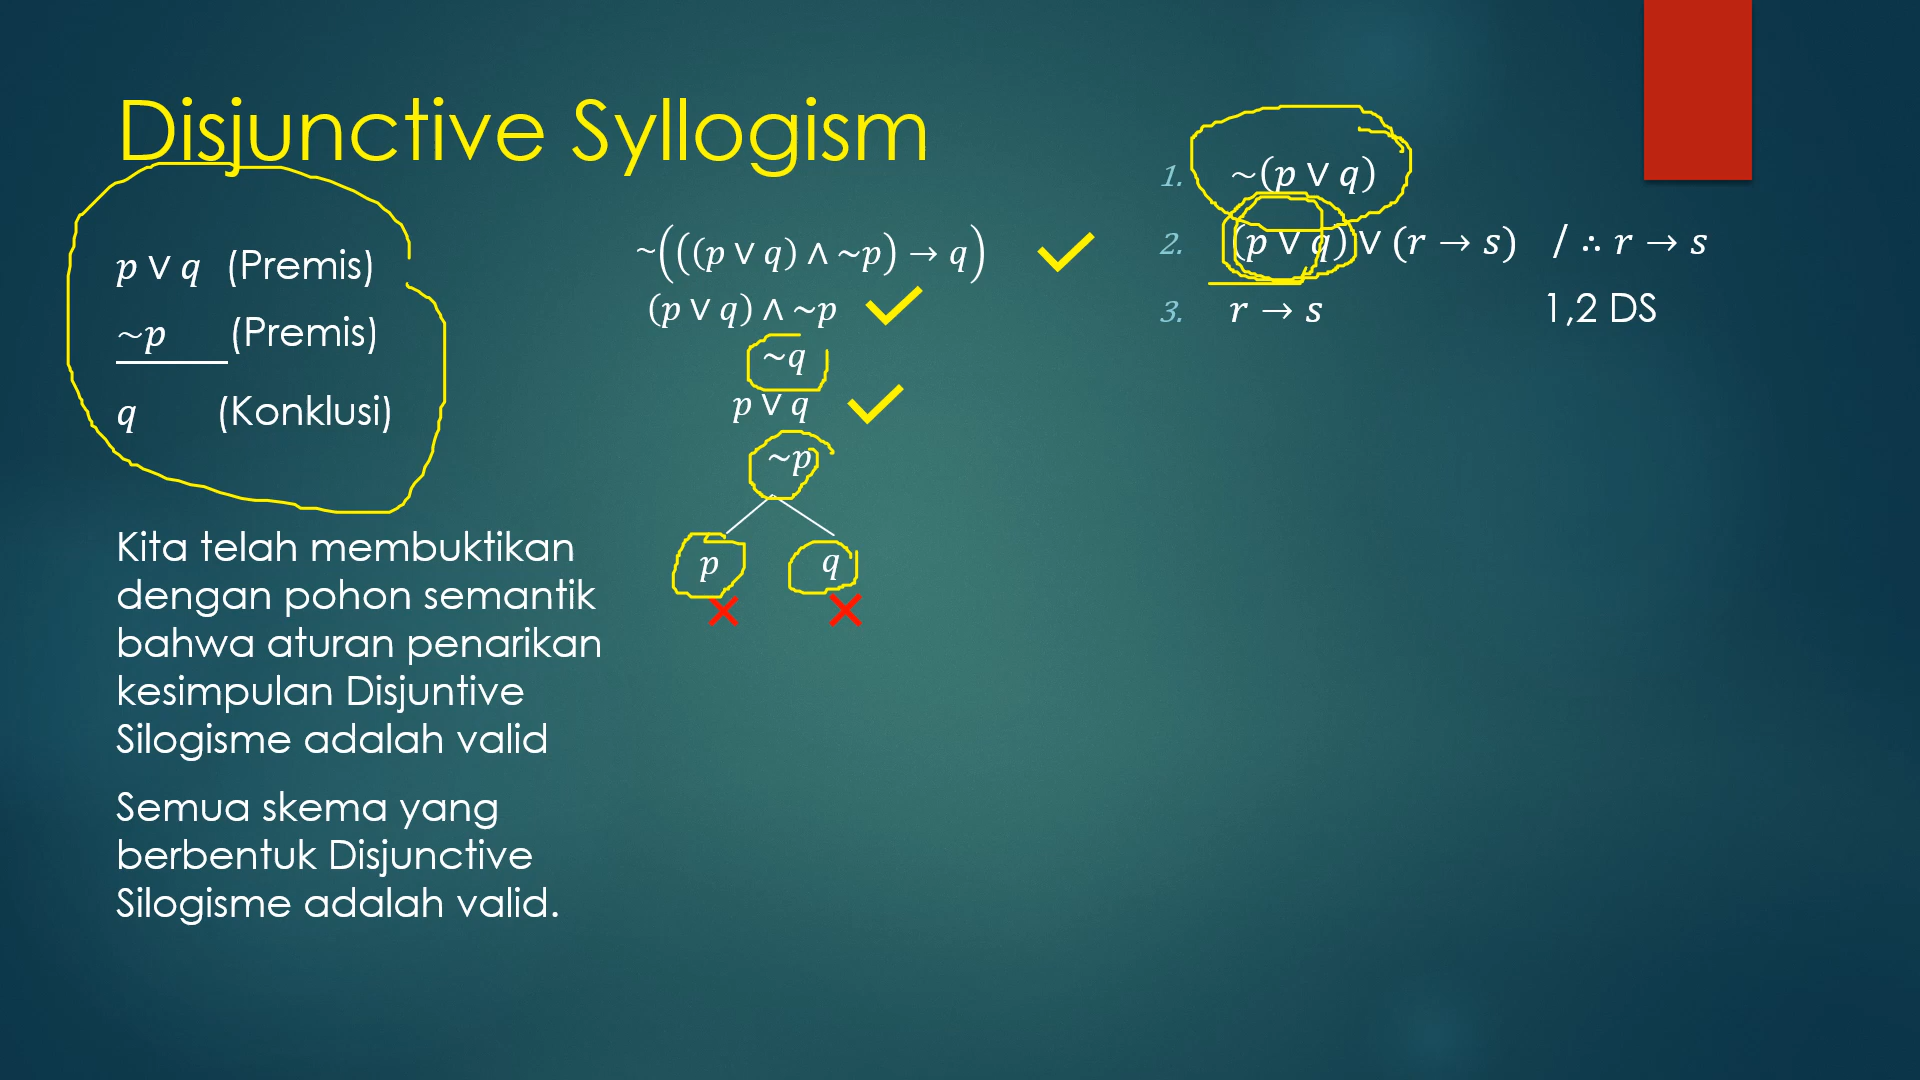 Disjunctive Syllogism
p ∨ q (Premis)
~p (Premis)
q (Konklusi)
Kita telah membuktikan
dengan pohon semantik
bahwa aturan penarikan
kesimpulan Disjuntive
Silogisme adalah valid
Semua skema yang
berbentuk Disjunctive
Silogisme adalah valid.
~(((p ∨ q) ∧ ~p) → q)
(p ∨ q) ∧ ~p
~q
p ∨ q
~p
p q
1. ~(p ∨ q)
2. (p ∨ q) ∨ (r → s) / ∴ r → s
3. r → s 1,2 DS